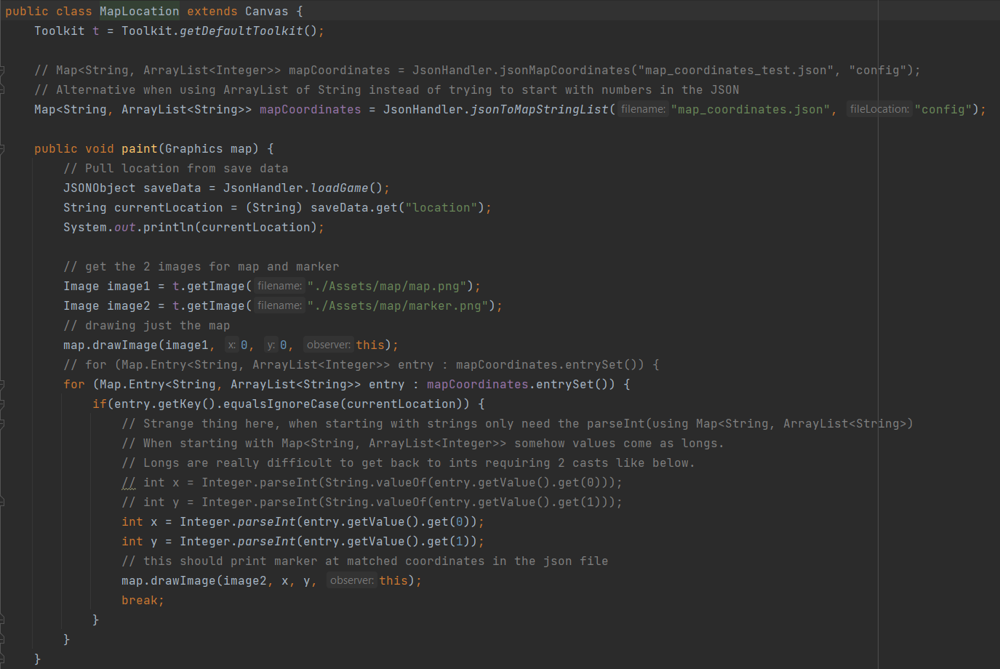 public class MapLocation extends Canvas {
    Toolkit t = Toolkit.getDefaultToolkit();

    // Map<String, ArrayList<Integer>> mapCoordinates = JsonHandler.jsonMapCoordinates("map_coordinates_test.json", "config");
    // Alternative when using ArrayList of String instead of trying to start with numbers in the JSON
    Map<String, ArrayList<String>> mapCoordinates = JsonHandler.jsonToMapStringList( filename: "map_coordinates.json", fileLocation: "config");

    public void paint(Graphics map) {
        // Pull location from save data
        JSONObject saveData = JsonHandler.loadGame();
        String currentLocation = (String) saveData.get("location");
        System.out.println(currentLocation);

        // get the 2 images for map and marker
        Image image1 = t.getImage( filename: "./Assets/map/map.png");
        Image image2 = t.getImage( filename: "./Assets/map/marker.png");
        // drawing just the map
        map.drawImage(image1, x: 0, y: 0, observer: this);
        // for (Map.Entry<String, ArrayList<Integer>> entry : mapCoordinates.entrySet()) {
        for (Map.Entry<String, ArrayList<String>> entry : mapCoordinates.entrySet()) {
            if(entry.getKey().equalsIgnoreCase(currentLocation)) {
                // Strange thing here, when starting with strings only need the parseInt(using Map<String, ArrayList<String>)
                // When starting with Map<String, ArrayList<Integer>> somehow values come as longs.
                // Longs are really difficult to get back to ints requiring 2 casts like below.
                // int x = Integer.parseInt(String.valueOf(entry.getValue().get(0)));
                // int y = Integer.parseInt(String.valueOf(entry.getValue().get(1)));
                int x = Integer.parseInt(entry.getValue().get(0));
                int y = Integer.parseInt(entry.getValue().get(1));
                // this should print marker at matched coordinates in the json file
                map.drawImage(image2, x, y, observer: this);
                break;
            }
        }
    }